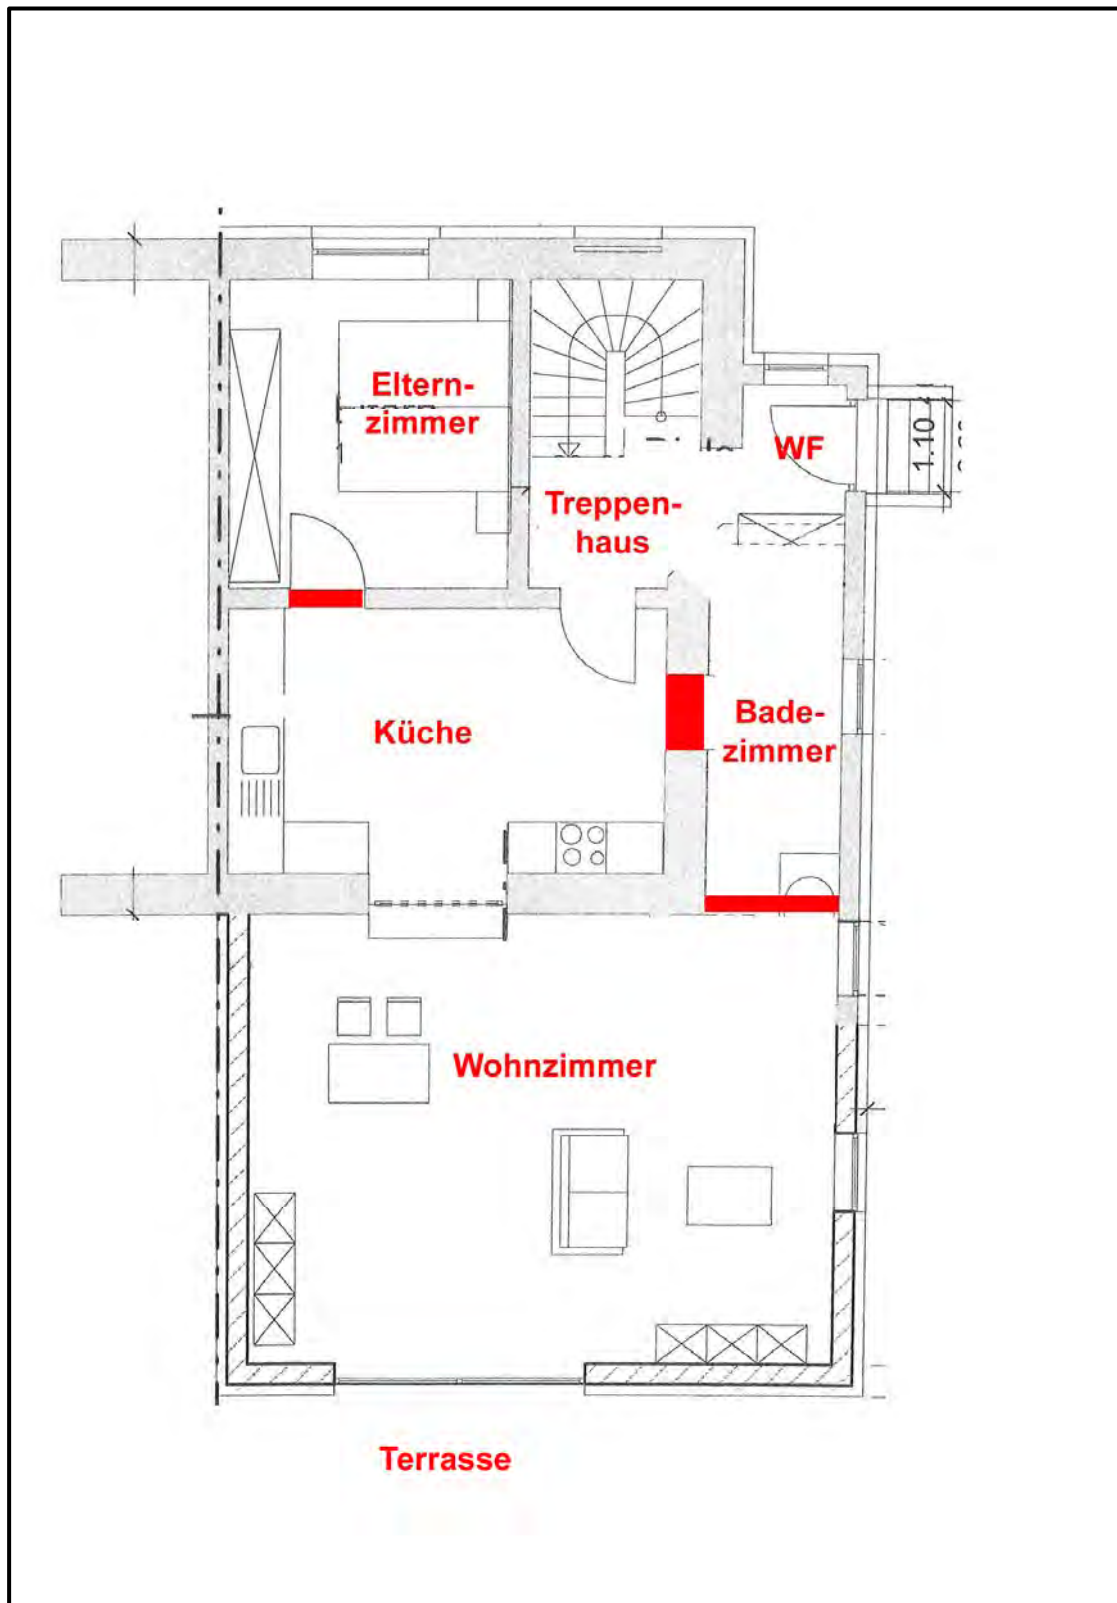 Eltern-
zimmer
WF
1.10
Treppen-
haus
Küche
Bade-
zimmer
Wohnzimmer
Terrasse